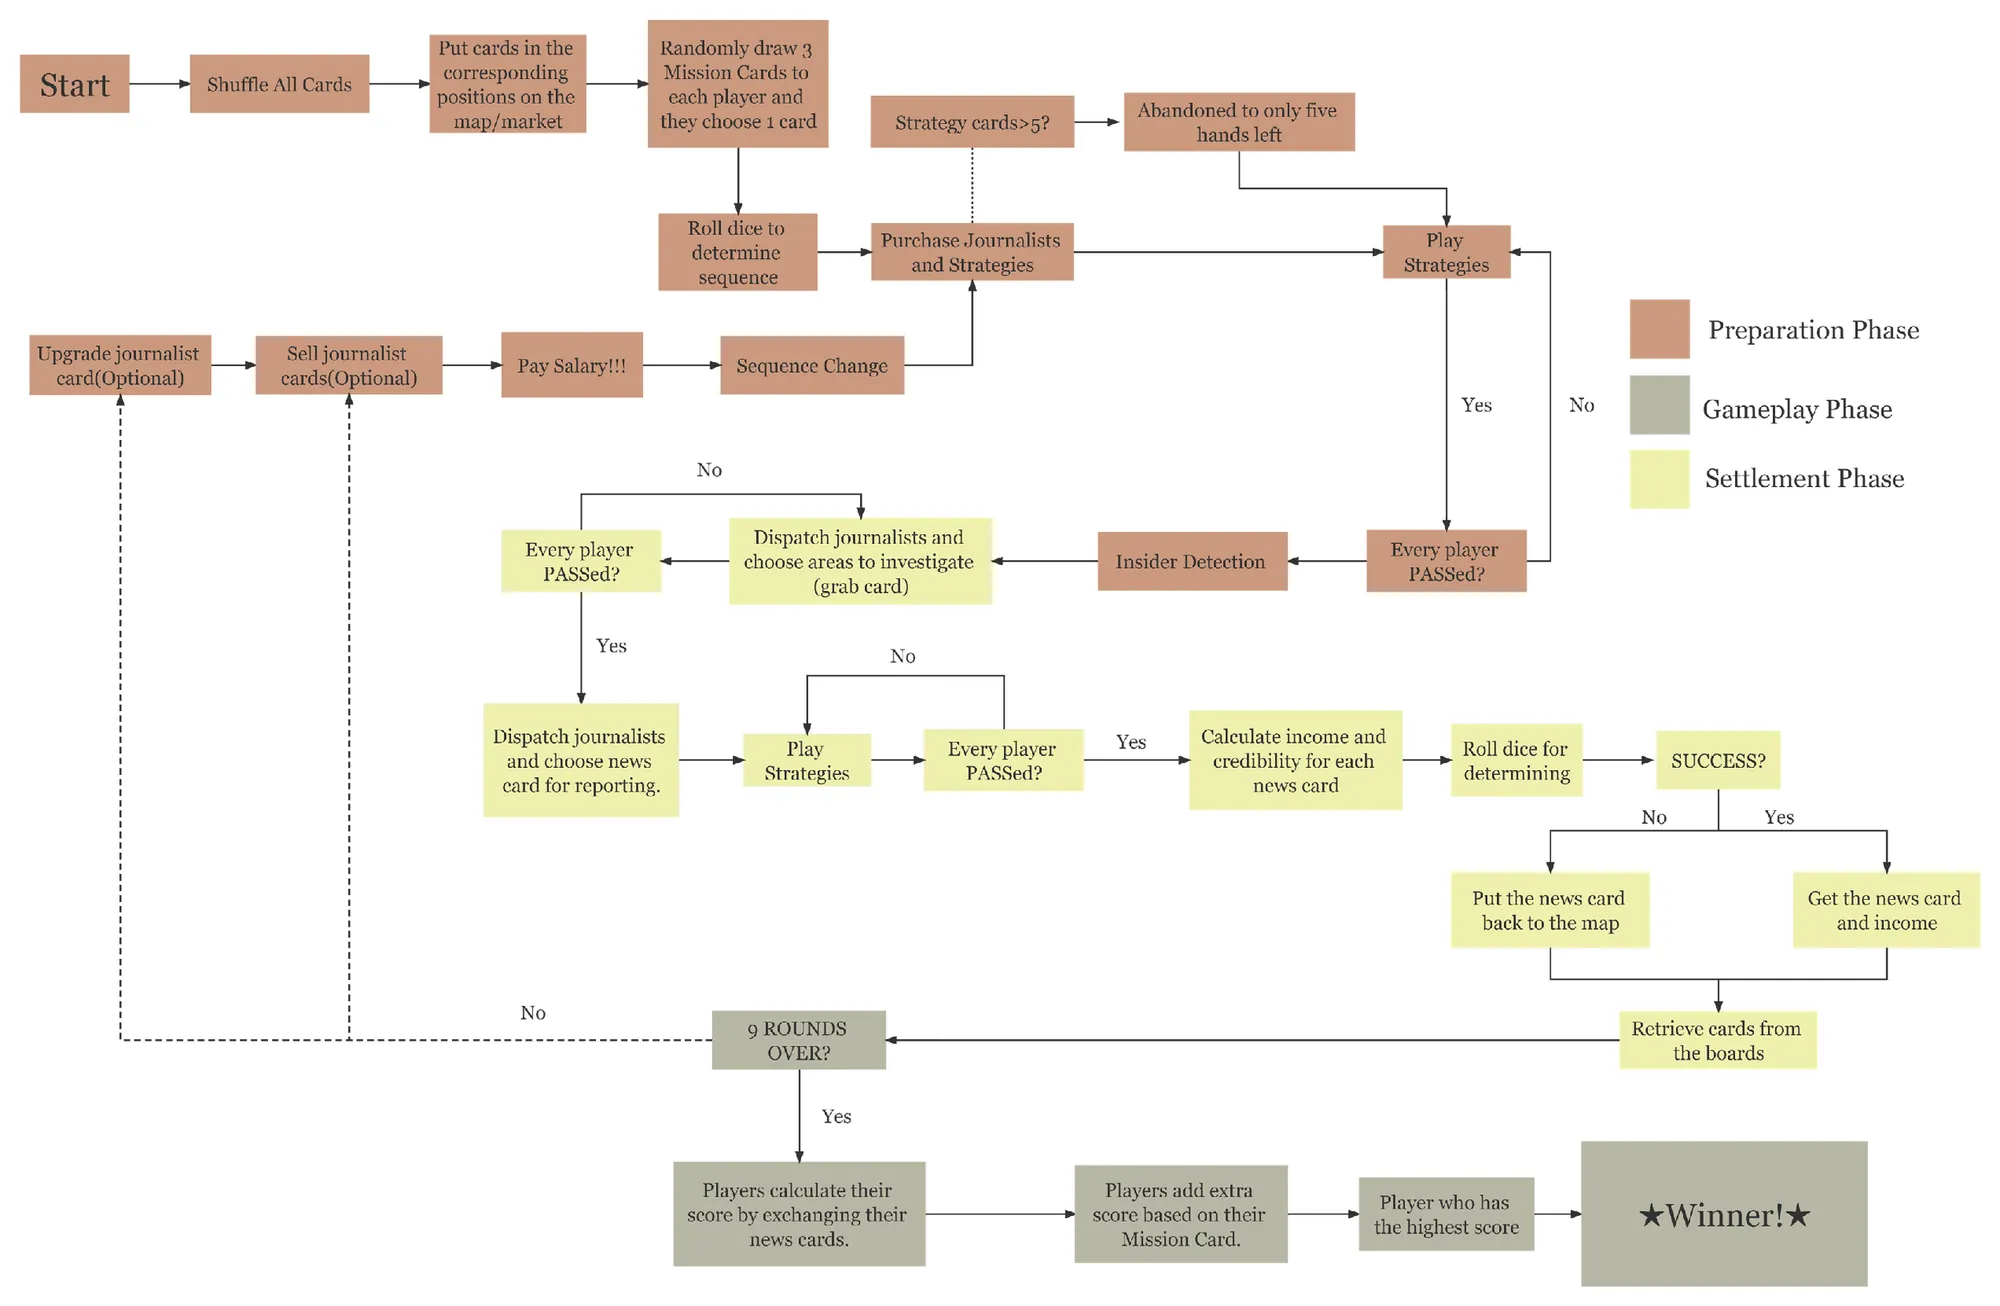 Start
Shuffle All Cards
Put cards in the
corresponding
positions on the
map/market
Randomly draw 3
Mission Cards to
each player and
they choose 1 card
Strategy cards>5?
Abandoned to only five
hands left
Roll dice to
determine
sequence
Purchase Journalists
and Strategies
Play
Strategies
Upgrade journalist
card(Optional)
Sell journalist
cards(Optional)
Pay Salary!!!
Sequence Change
Yes
No
Preparation Phase
Gameplay Phase
Settlement Phase
No
Every player
PASSed?
Dispatch journalists and
choose areas to investigate
(grab card)
Insider Detection
Every player
PASSed?
Yes
No
Dispatch journalists
and choose news
card for reporting.
Play
Strategies
Every player
PASSed?
Yes
Calculate income and
credibility for each
news card
Roll dice for
determining
SUCCESS?
No
Yes
Put the news card
back to the map
Get the news card
and income
No
9 ROUNDS
OVER?
Retrieve cards from
the boards
Yes
Players calculate their
score by exchanging their
news cards.
Players add extra
score based on their
Mission Card.
Player who has
the highest score
★Winner!★